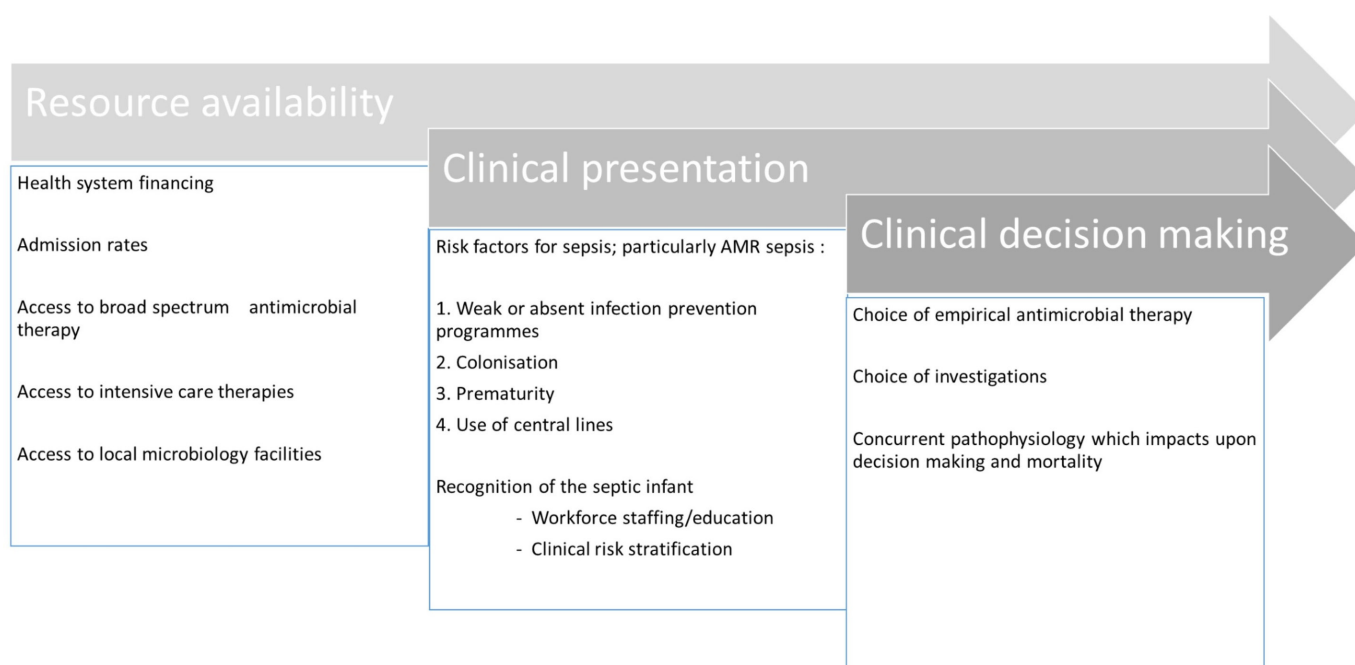 Resource availability
Health system financing
Admission rates
Access to broad spectrum antimicrobial
therapy
Access to intensive care therapies
Access to local microbiology facilities
Clinical presentation
Risk factors for sepsis; particularly AMR sepsis :
1. Weak or absent infection prevention
programmes
2. Colonisation
3. Prematurity
4. Use of central lines
Recognition of the septic infant
- Workforce staffing/education
- Clinical risk stratification
Clinical decision making
Choice of empirical antimicrobial therapy
Choice of investigations
Concurrent pathophysiology which impacts upon
decision making and mortality